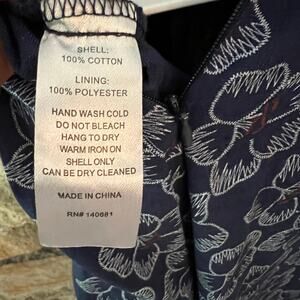 SHELL:
100% COTTON
LINING:
100% POLYESTER
HAND WASH COLD
DO NOT BLEACH
HANG TO DRY
WARM IRON ON
SHELL ONLY
CAN BE DRY CLEANED
MADE IN CHINA
RN# 140681